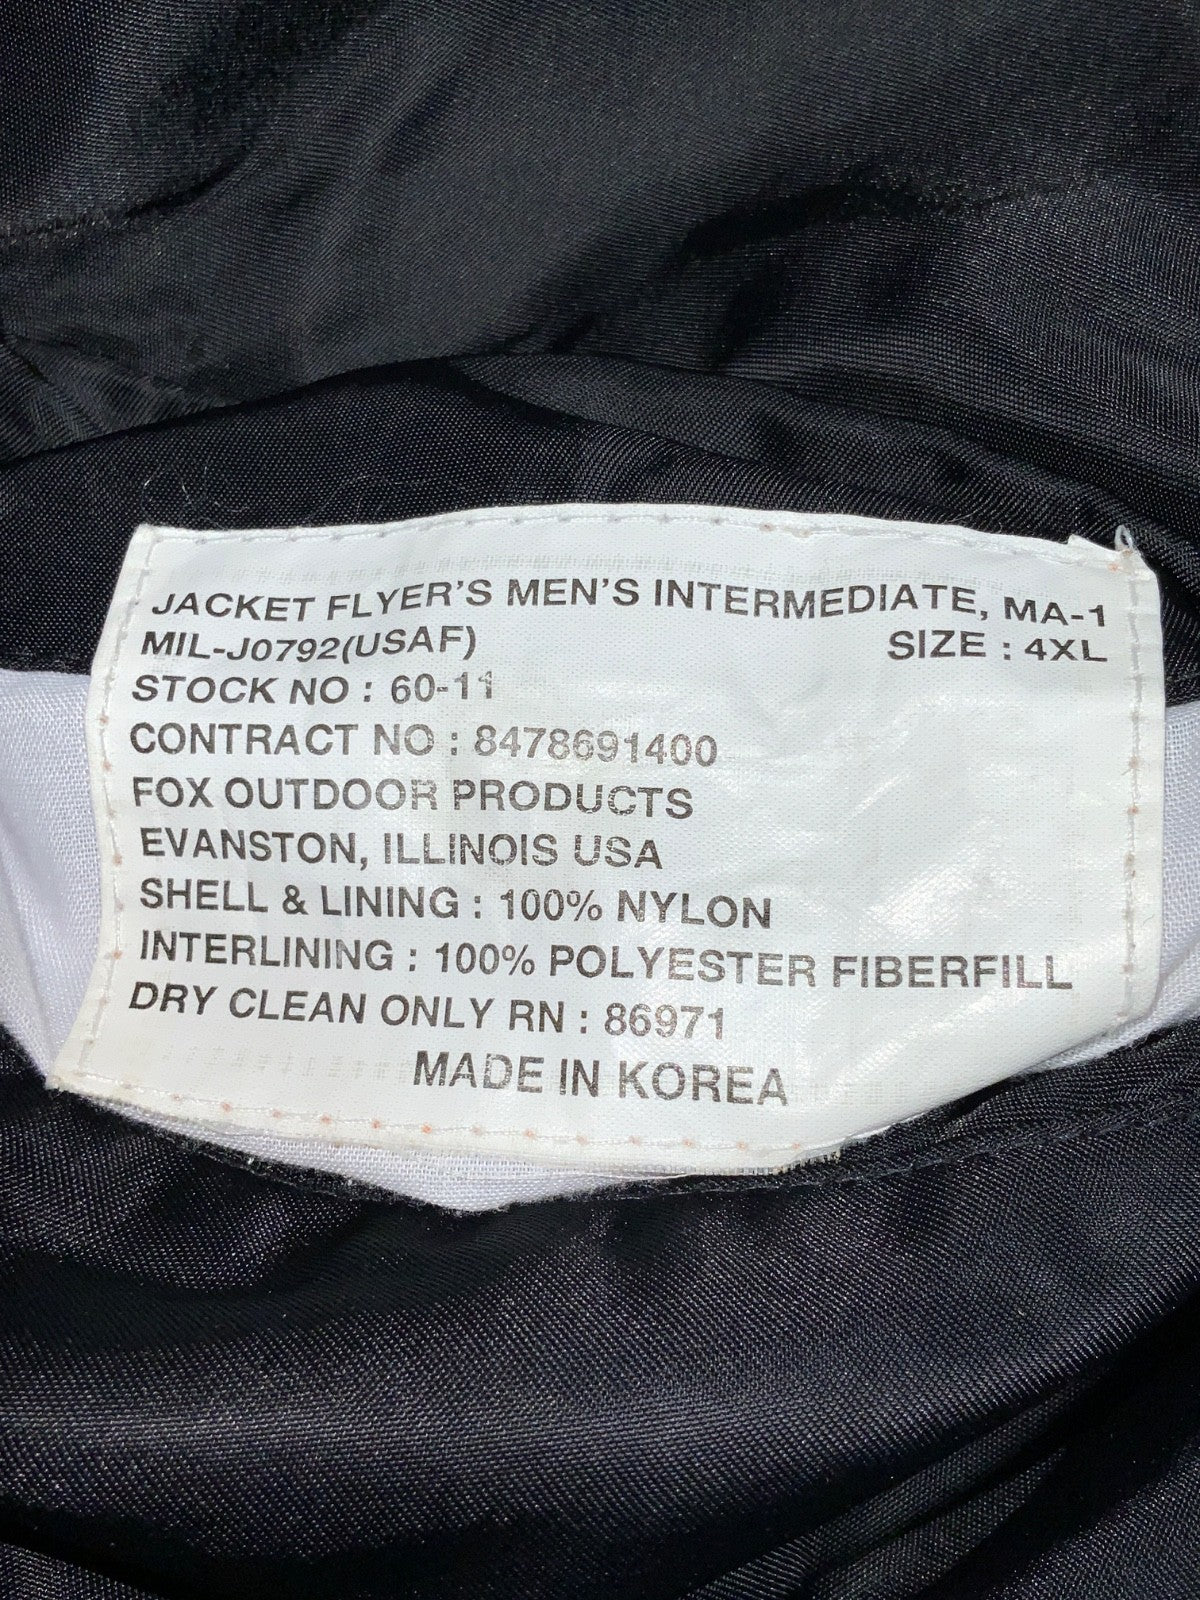 JACKET FLYER'S MEN'S INTERMEDIATE, MA-1
MIL-J0792(USAF) SIZE : 4XL
STOCK NO : 60-11
CONTRACT NO : 8478691400
FOX OUTDOOR PRODUCTS
EVANSTON, ILLINOIS USA
SHELL & LINING : 100% NYLON
INTERLINING : 100% POLYESTER FIBERFILL
DRY CLEAN ONLY RN : 86971
MADE IN KOREA